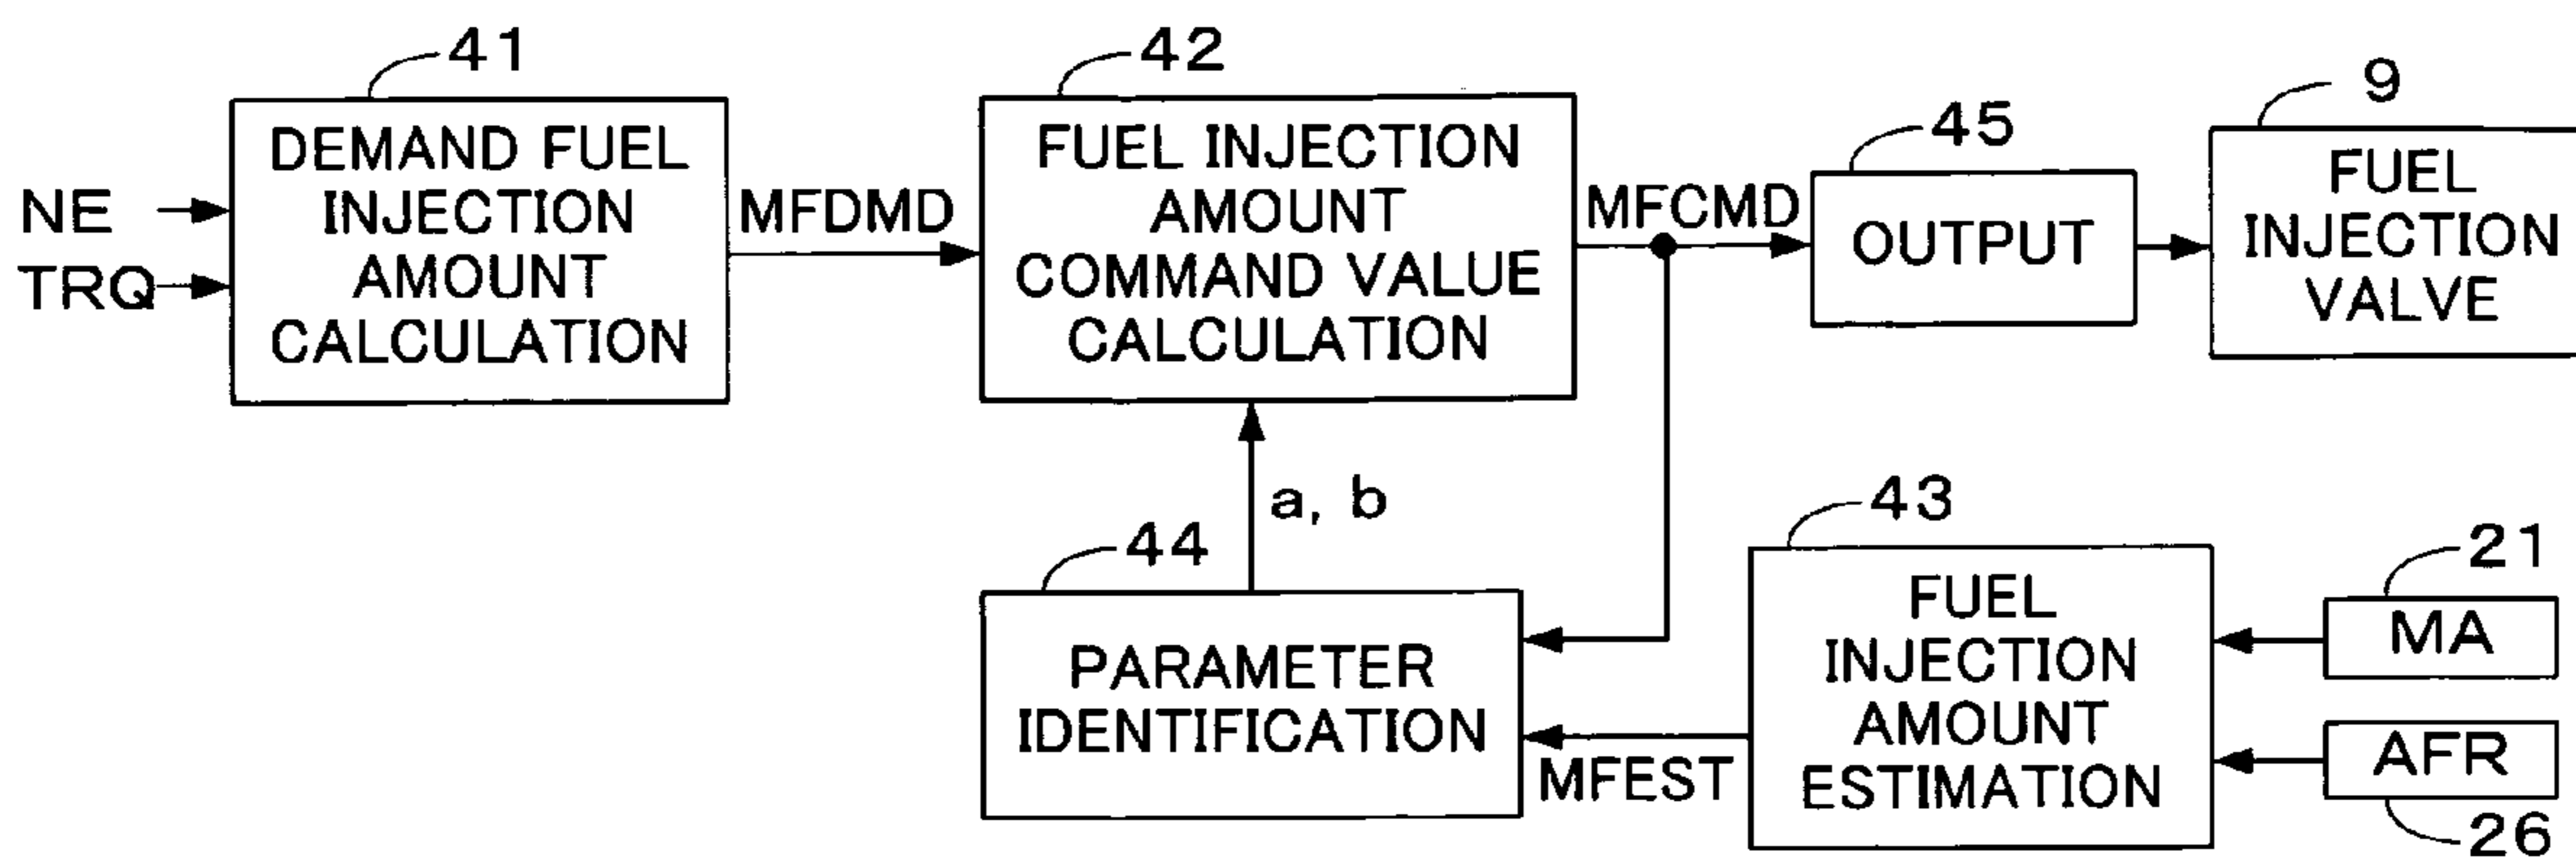 41
DEMAND FUEL
INJECTION
AMOUNT
CALCULATION
NE
TRQ
MFDMD
42
FUEL INJECTION
AMOUNT
COMMAND VALUE
CALCULATION
MFCMD
45
OUTPUT
9
FUEL
INJECTION
VALVE
a, b
44
PARAMETER
IDENTIFICATION
MFEST
43
FUEL
INJECTION
AMOUNT
ESTIMATION
21
MA
AFR
26